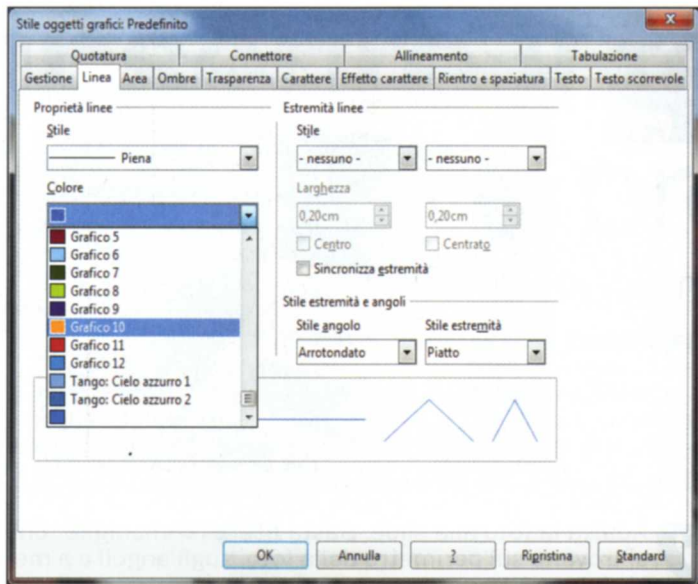 Stile oggetti grafici: Predefinito
Quotatura Connettore Allineamento Tabulazione
Gestione Linea Area Ombre Trasparenza Carattere Effetto carattere Rientro e spaziatura Testo Testo scorrevole
Proprietà linee
Stile
Piena
Colore
Grafico 5
Grafico 6
Grafico 7
Grafico 8
Grafico 9
Grafico 10
Grafico 11
Grafico 12
Tango: Cielo azzurro 1
Tango: Cielo azzurro 2
Estremità linee
Stile
- nessuno - - nessuno -
Larghezza
0,20cm 0,20cm
Centro Centrato
Sincronizza estremità
Stile estremità e angoli
Stile angolo Stile estremità
Arrotondato Piatto
OK Annulla ? Ripristina Standard